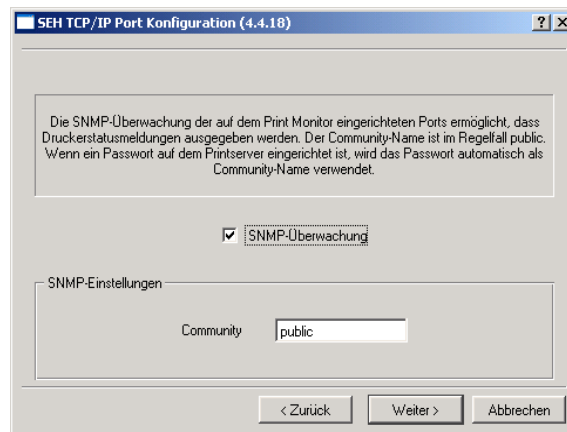 SEH TCP/IP Port Konfiguration (4.4.18)
Die SNMP-Überwachung der auf dem Print Monitor eingerichteten Ports ermöglicht, dass
Druckerstatusmeldungen ausgegeben werden. Der Community-Name ist im Regelfall public.
Wenn ein Passwort auf dem Printserver eingerichtet ist, wird das Passwort automatisch als
Community-Name verwendet.
SNMP-Überwachung
SNMP-Einstellungen
Community public
< Zurück Weiter > Abbrechen